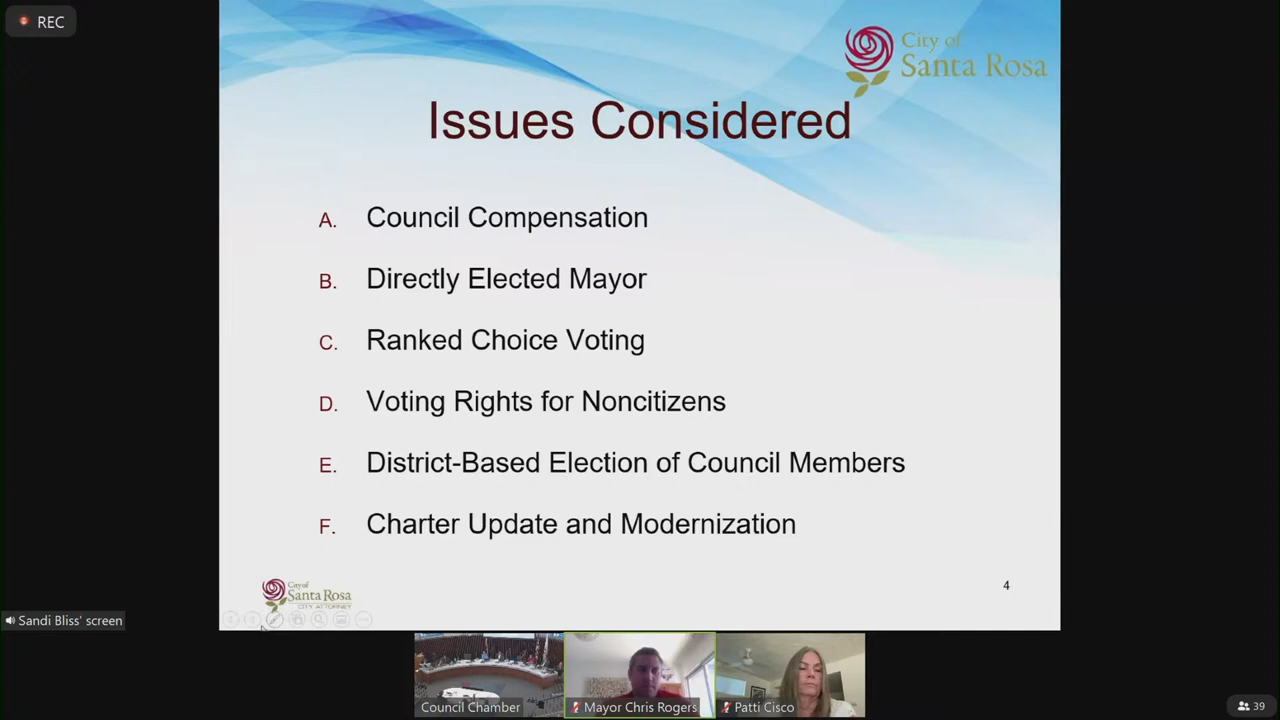 REC
City of
Santa Rosa
Issues Considered
A. Council Compensation
B. Directly Elected Mayor
C. Ranked Choice Voting
D. Voting Rights for Noncitizens
E. District-Based Election of Council Members
F. Charter Update and Modernization
City of
Santa Rosa
CITY ATTORNEY
4
Sandi Bliss' screen
Council Chamber
Mayor Chris Rogers
Patti Cisco
39